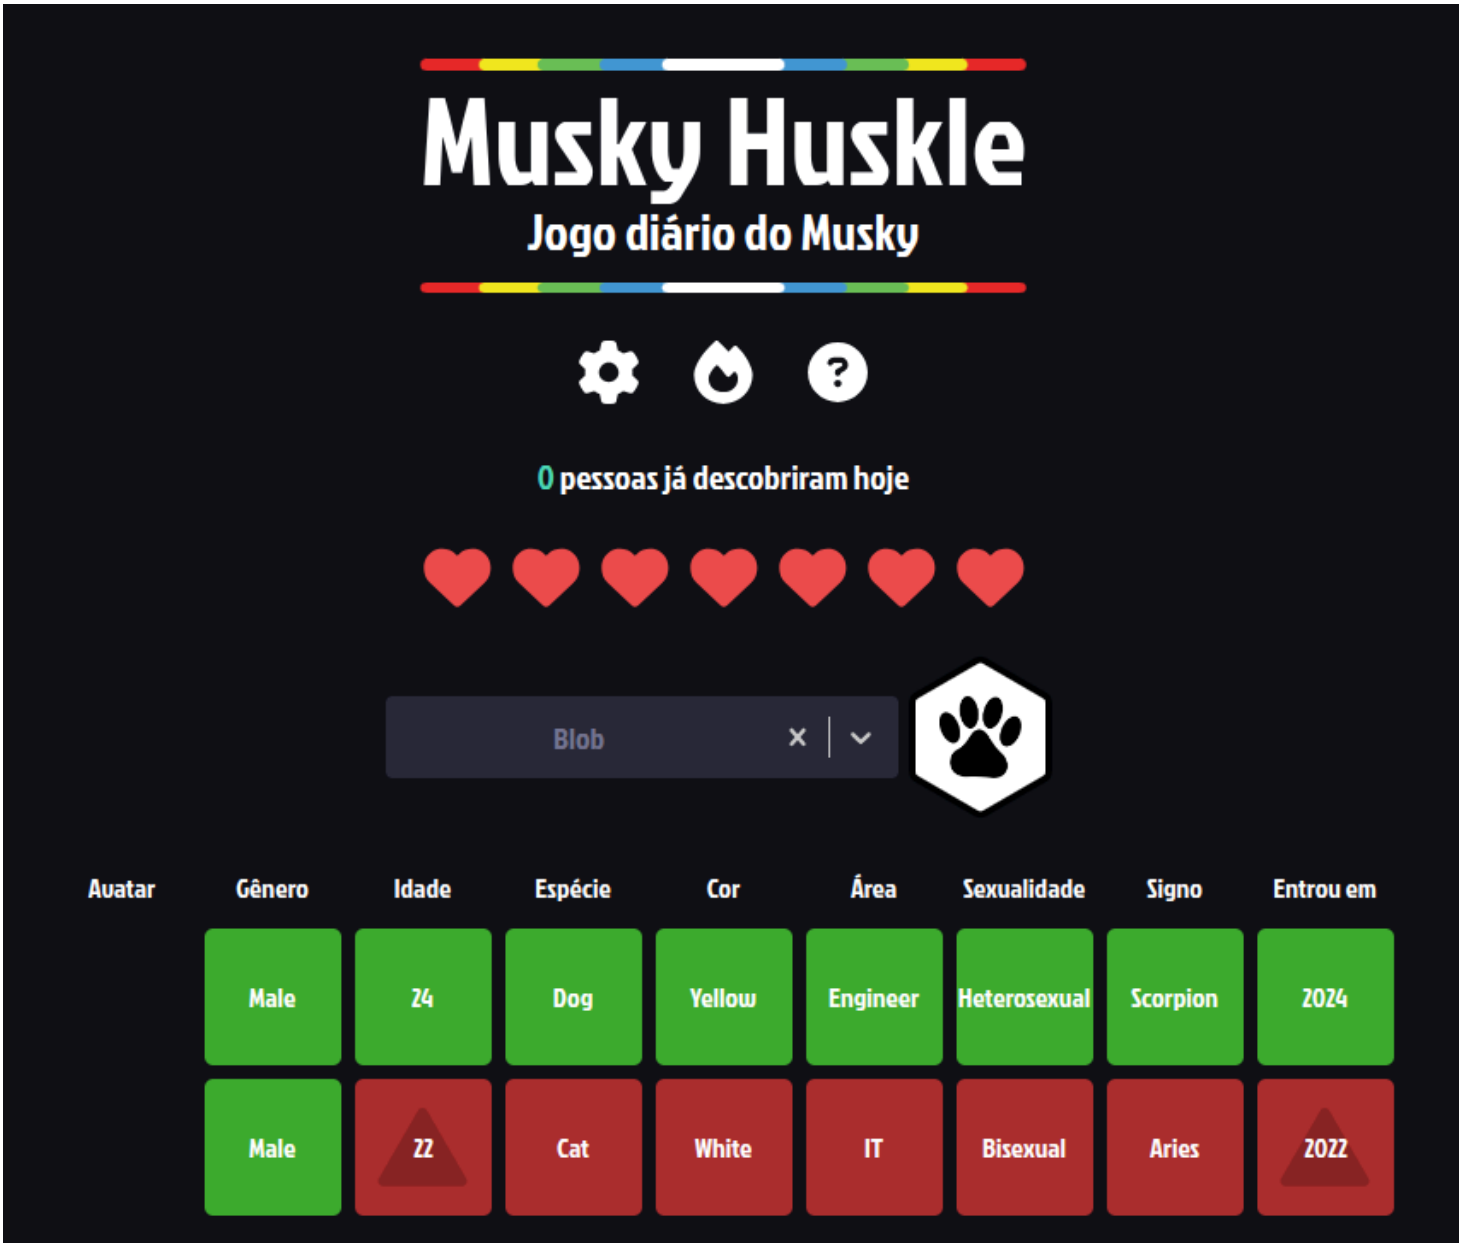 Musky Huskle
Jogo diário do Musky
?
0 pessoas já descobriram hoje
Blob
Avatar Gênero Idade Espécie Cor Área Sexualidade Signo Entrou em
Male 24 Dog Yellow Engineer Heterosexual Scorpion 2024
Male 22 Cat White IT Bisexual Aries 2022